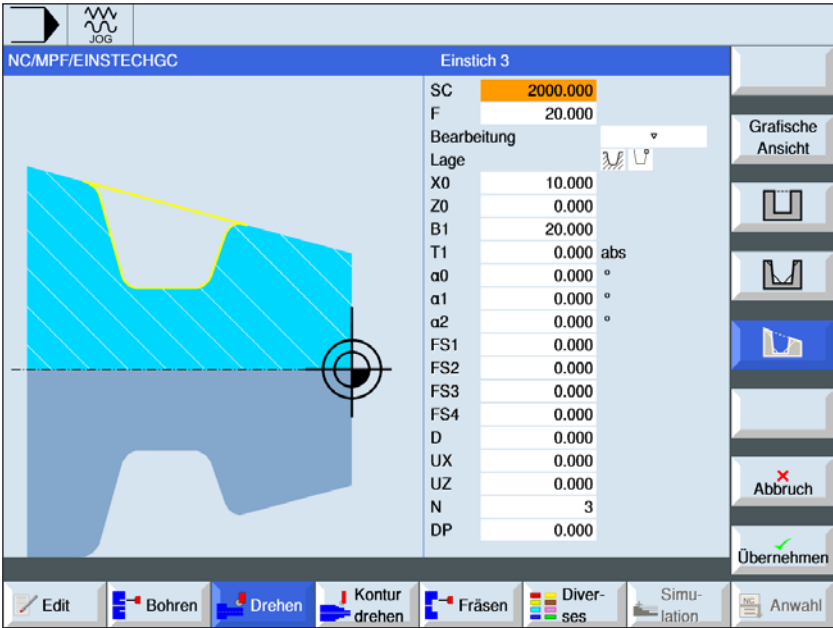 JOG
NC/MPF/EINSTECHGC
Einstich 3
SC 2000.000
F 20.000
Bearbeitung ▿
Lage
X0 10.000
Z0 0.000
B1 20.000
T1 0.000 abs
α0 0.000 °
α1 0.000 °
α2 0.000 °
FS1 0.000
FS2 0.000
FS3 0.000
FS4 0.000
D 0.000
UX 0.000
UZ 0.000
N 3
DP 0.000
Grafische
Ansicht
Abbruch
Übernehmen
Edit
Bohren
Drehen
Kontur
drehen
Fräsen
Diver-
ses
Simu-
lation
NC
Anwahl